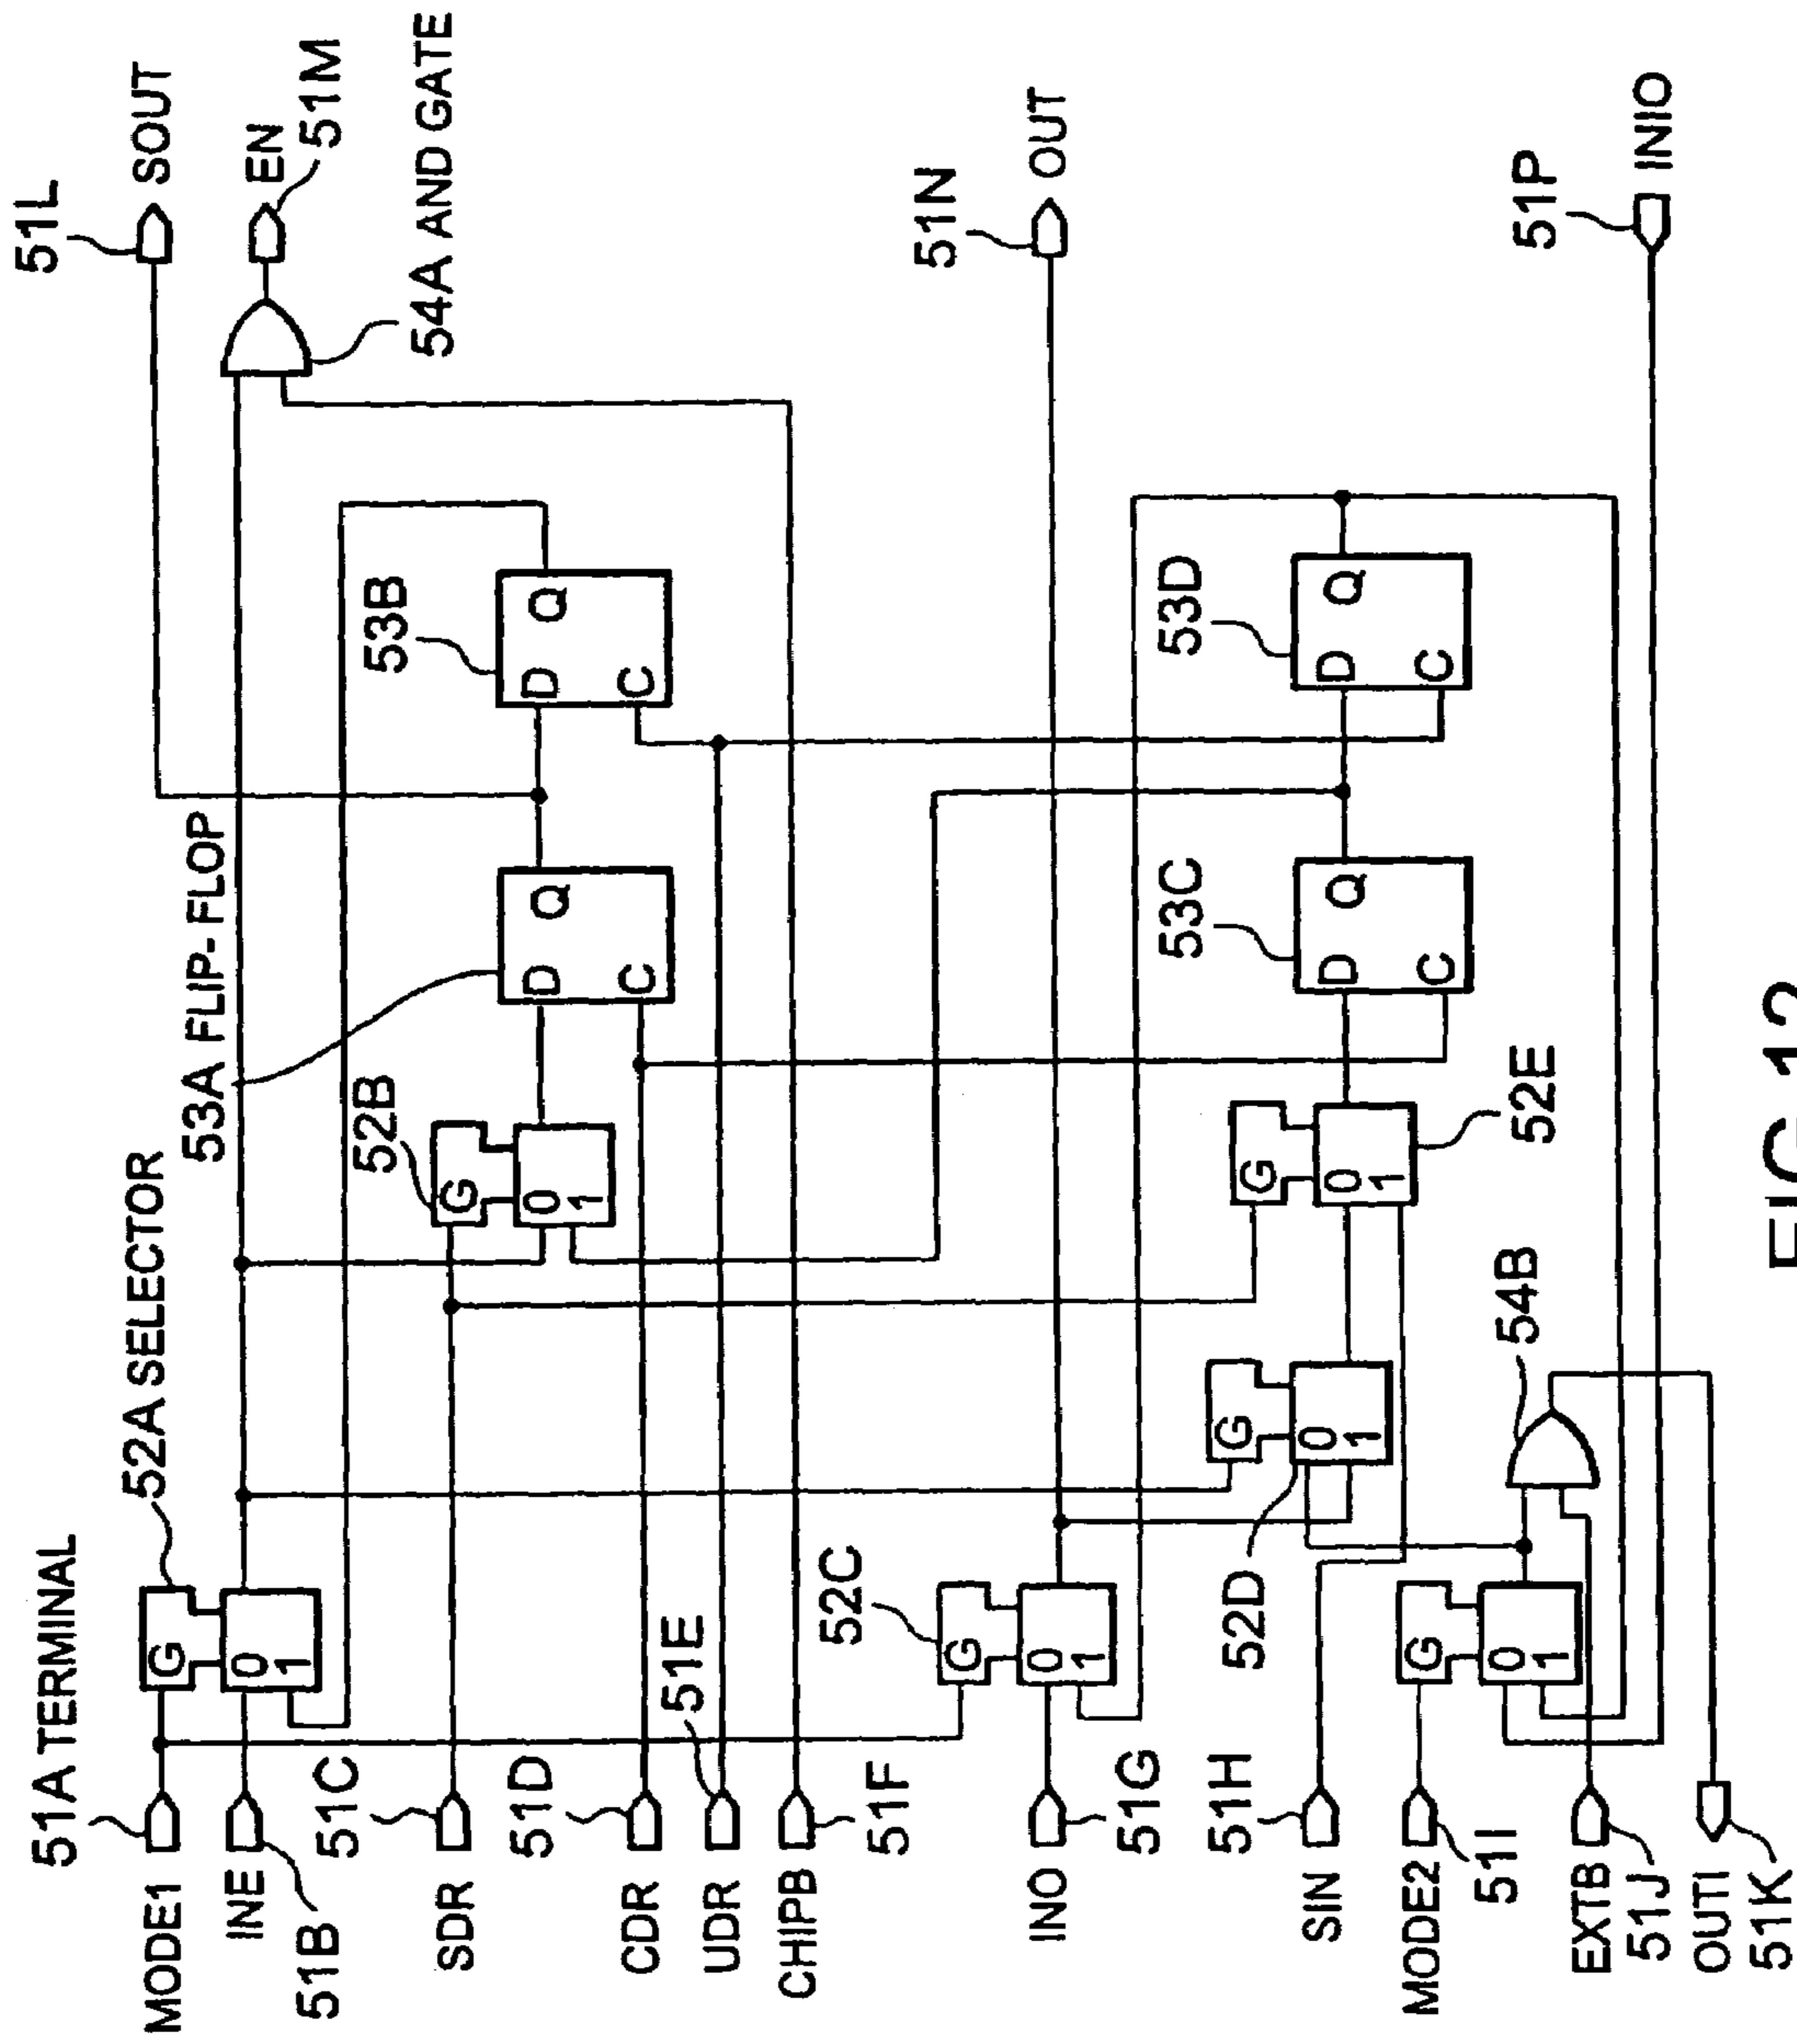 51A TERMINAL
52A SELECTOR
53A FLIP-FLOP
51L
SOUT
EN
51M
54A AND GATE
MODE1
INE
51B
G
0
1
51C
SDR
52B
G
0
1
D
Q
C
53B
D
Q
C
51D
CDR
51E
UDR
CHIPB
51F
52C
G
0
1
INO
51G
51N
OUT
51H
SIN
52D
G
0
1
G
0
1
52E
53C
D
Q
C
53D
D
Q
C
MODE2
51I
G
0
1
54B
EXTB
51J
OUTI
51K
51P
INIO